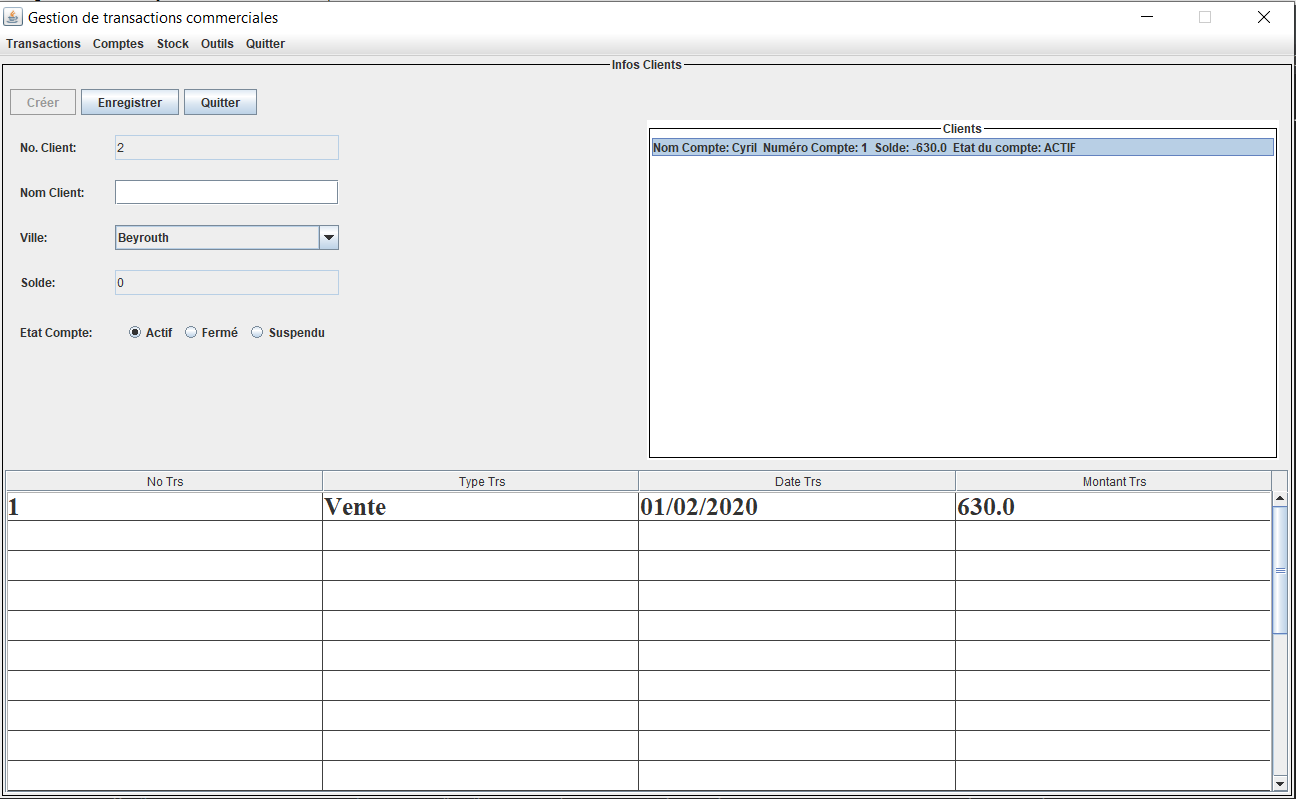 Gestion de transactions commerciales
Transactions Comptes Stock Outils Quitter
Infos Clients
Créer Enregistrer Quitter
Clients
No. Client: 2
Nom Compte: Cyril Numéro Compte: 1 Solde: -630.0 Etat du compte: ACTIF
Nom Client:
Ville: Beyrouth
Solde: 0
Etat Compte: Actif Fermé Suspendu
No Trs Type Trs Date Trs Montant Trs
1 Vente 01/02/2020 630.0